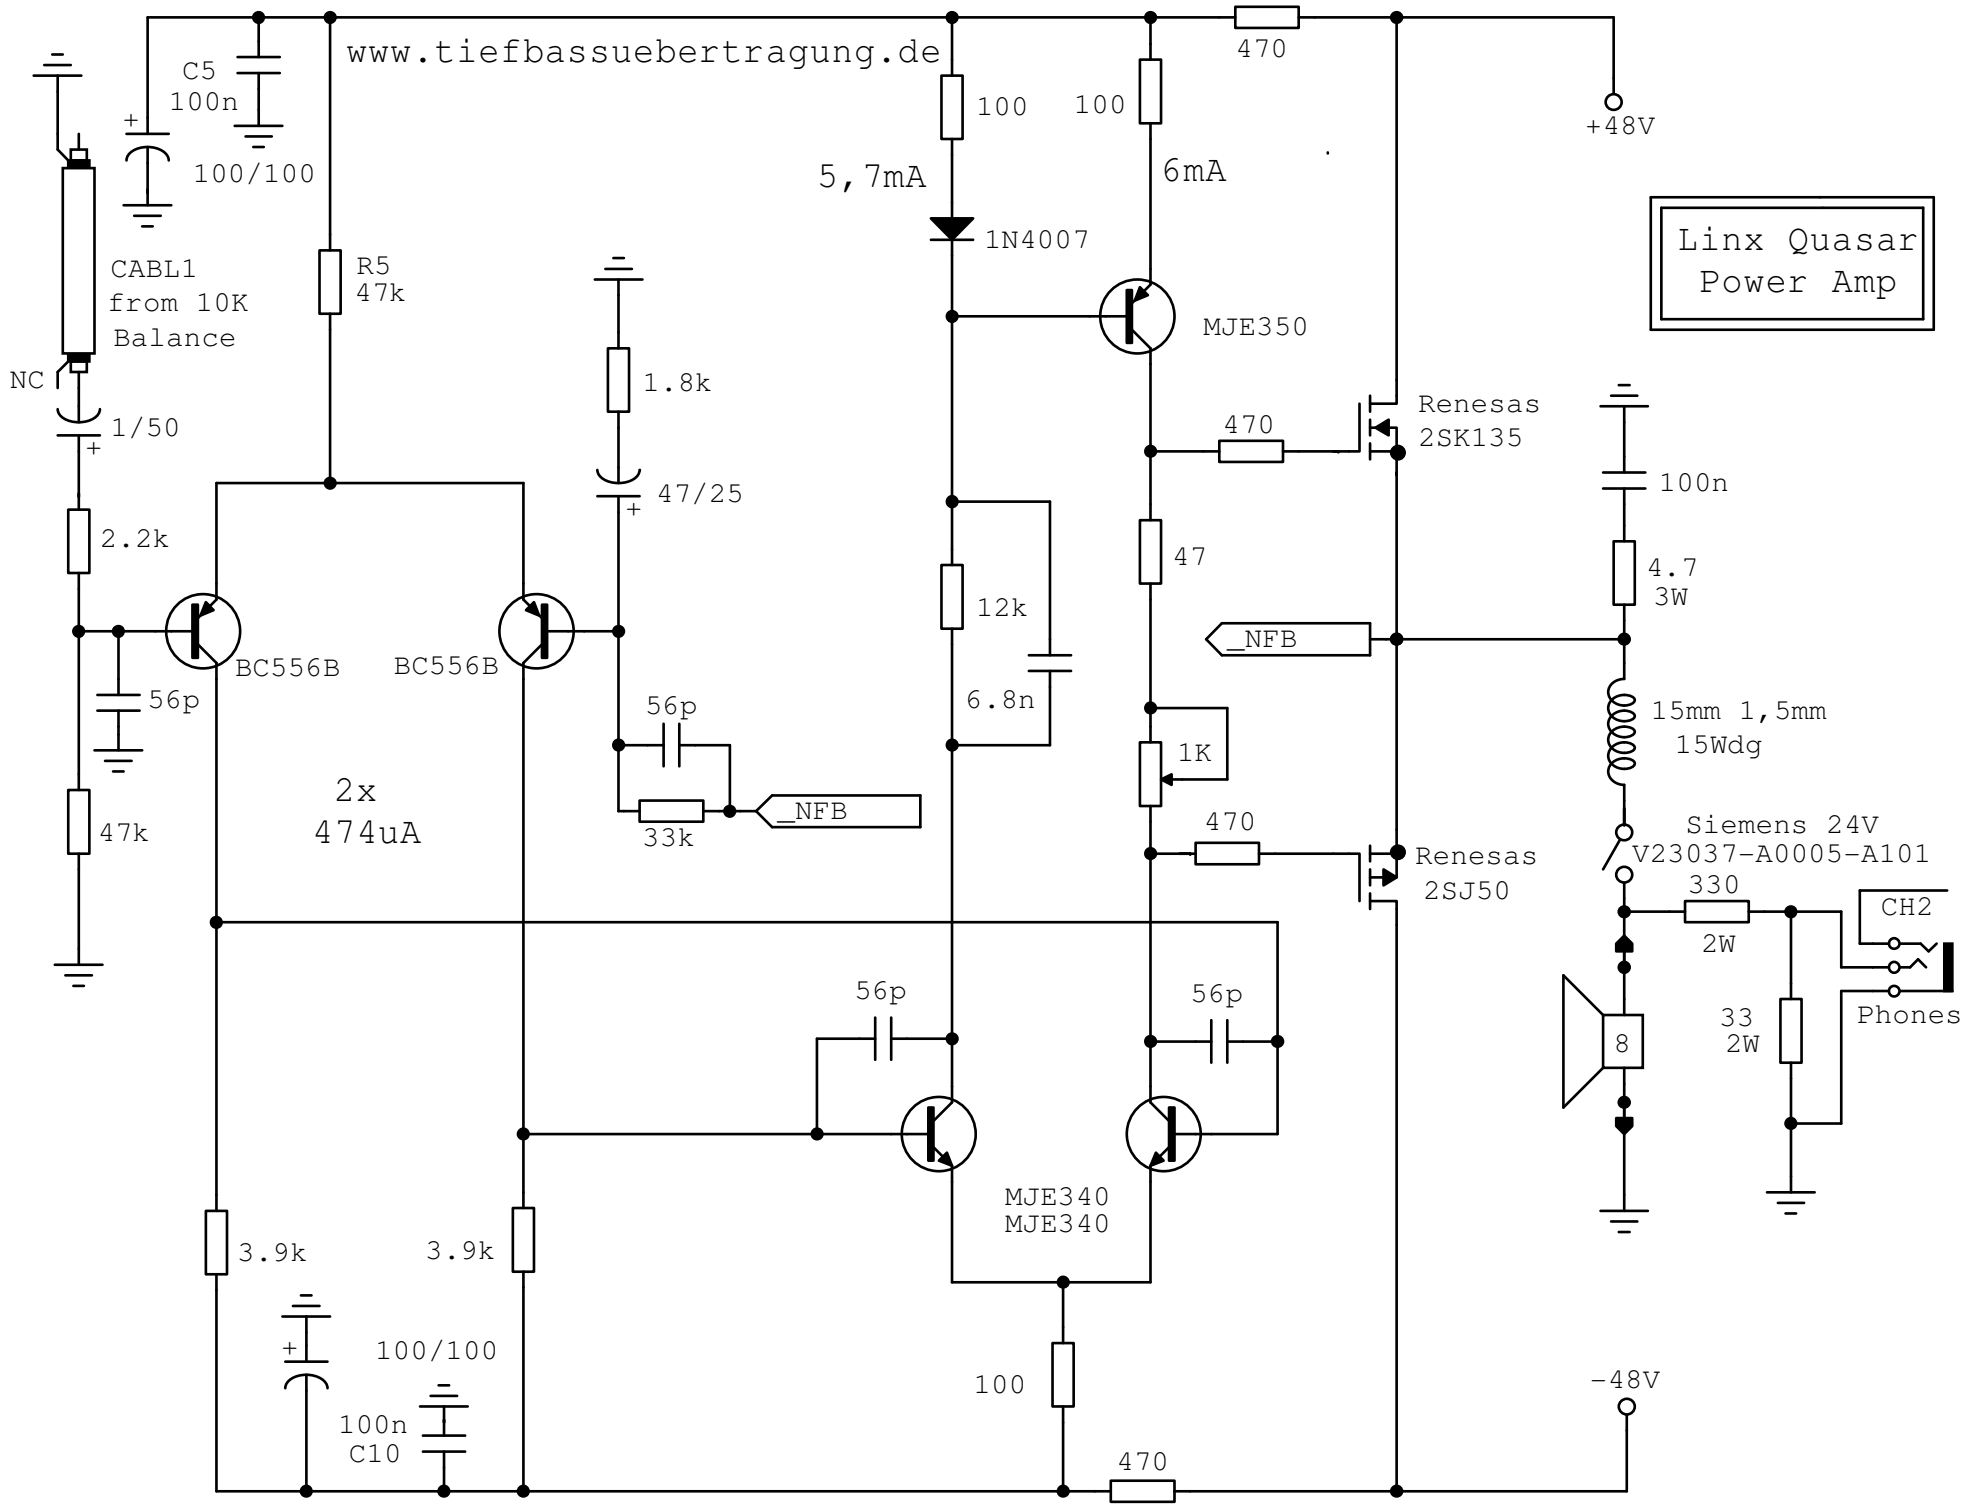 www.tiefbassuebertragung.de
470
C5
100n
+
100/100
100
100
+48V
5,7mA
6mA
1N4007
Linx Quasar
Power Amp
CABL1
from 10K
Balance
R5
47k
MJE350
NC
1/50
+
1.8k
47/25
+
470
Renesas
2SK135
100n
2.2k
47
4.7
3W
12k
_NFB
BC556B
BC556B
56p
56p
6.8n
15mm 1,5mm
15Wdg
1K
2x
474uA
47k
33k
_NFB
470
Renesas
2SJ50
Siemens 24V
V23037-A0005-A101
330
2W
CH2
56p
56p
33
2W
Phones
8
MJE340
MJE340
3.9k
3.9k
+
100/100
100n
C10
100
470
-48V